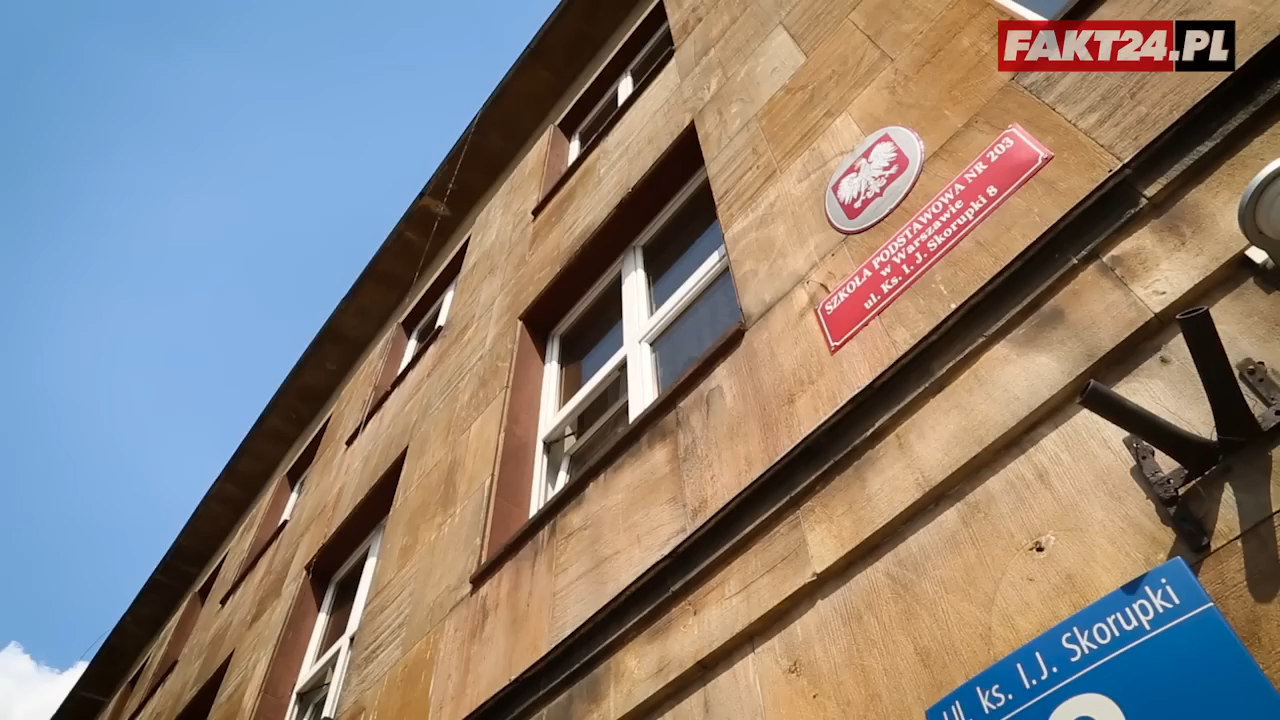 FAKT24.PL
SZKOŁA PODSTAWOWA NR 203
w Warszawie
ul. Ks. I. J. Skorupki 8
Ul. ks. I.J. Skorupki